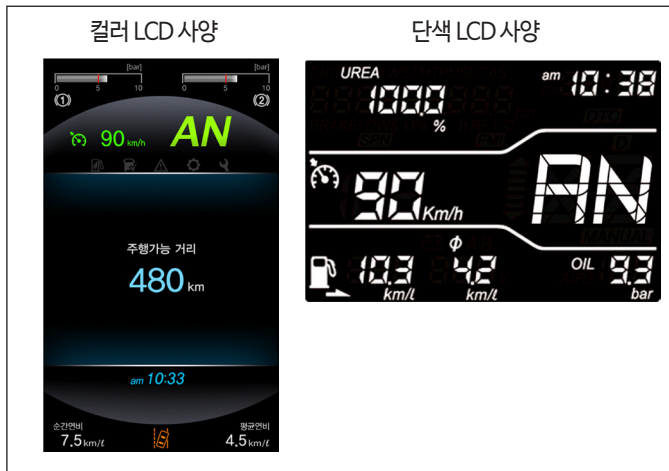 컬러 LCD 사양
단색 LCD 사양
[bar] [bar]
0 5 10 0 5 10
① ②
90 km/h AN
주행가능 거리
480 km
am 10:33
순간연비 평균연비
7.5 km/ℓ 4.5 km/ℓ
UREA am 10:38
100.0
%
DTC
SPN FMI
D
90 Km/h AN
MANUAL
Φ
10.3 4.2 OIL 9.3
km/ℓ km/ℓ bar